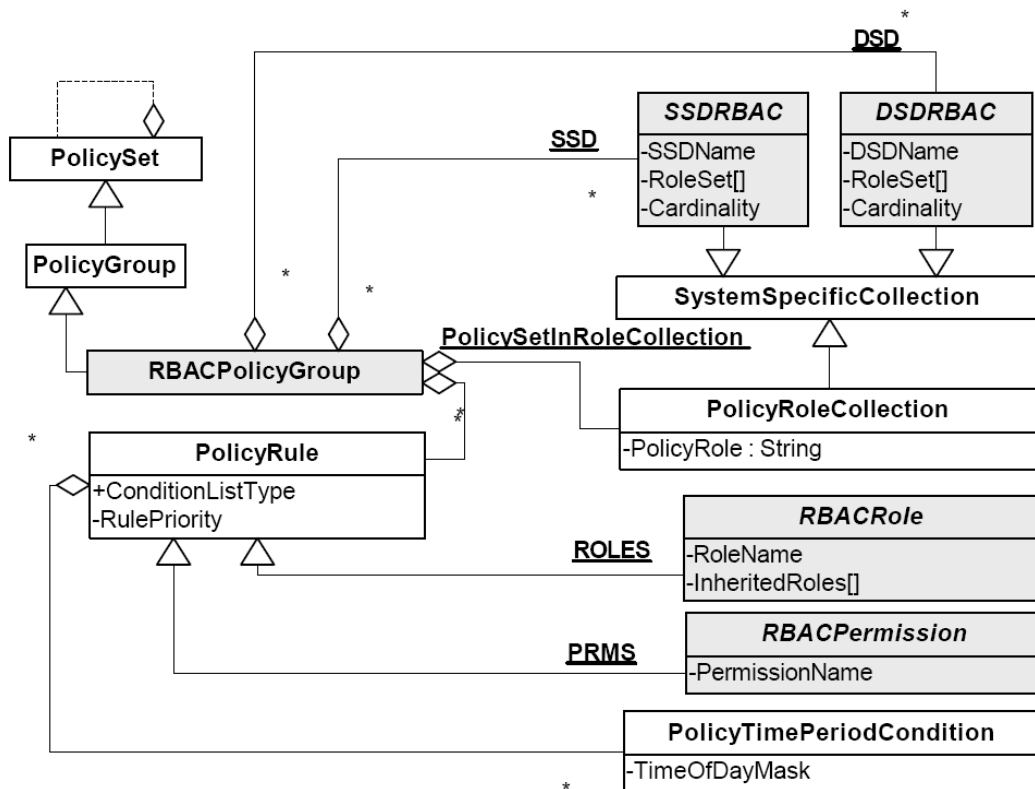 *
DSD
SSDRBAC
-SSDName
-RoleSet[]
-Cardinality
DSDRBAC
-DSDName
-RoleSet[]
-Cardinality
SSD
*
PolicySet
PolicyGroup
*
*
SystemSpecificCollection
PolicySetInRoleCollection
RBACPolicyGroup
PolicyRoleCollection
-PolicyRole : String
*
*
*
PolicyRule
+ConditionListType
-RulePriority
ROLES
RBACRole
-RoleName
-InheritedRoles[]
PRMS
RBACPermission
-PermissionName
PolicyTimePeriodCondition
-TimeOfDayMask
*